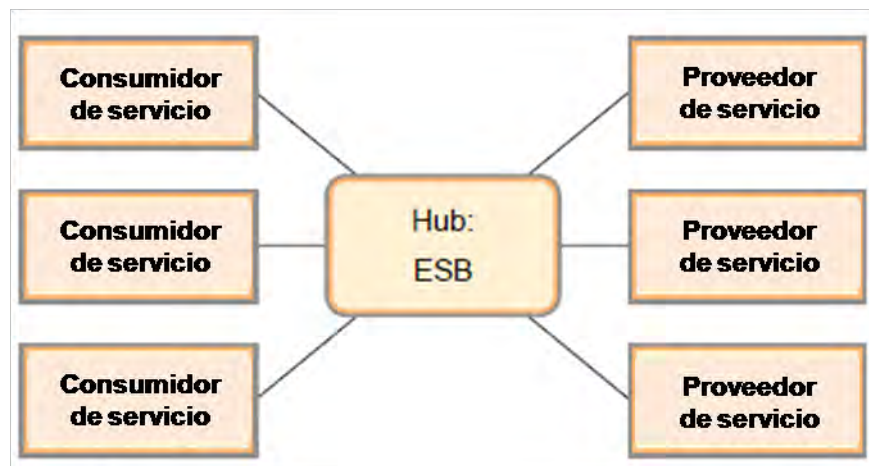 Consumidor
de servicio
Proveedor
de servicio
Consumidor
de servicio
Hub:
ESB
Proveedor
de servicio
Consumidor
de servicio
Proveedor
de servicio